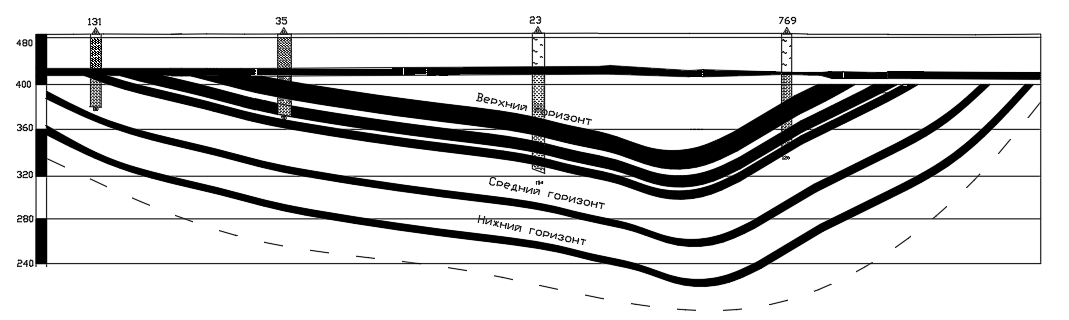 131 35 23 769
480
400
360
320
280
240
Верхний горизонт
Средний горизонт
Нижний горизонт